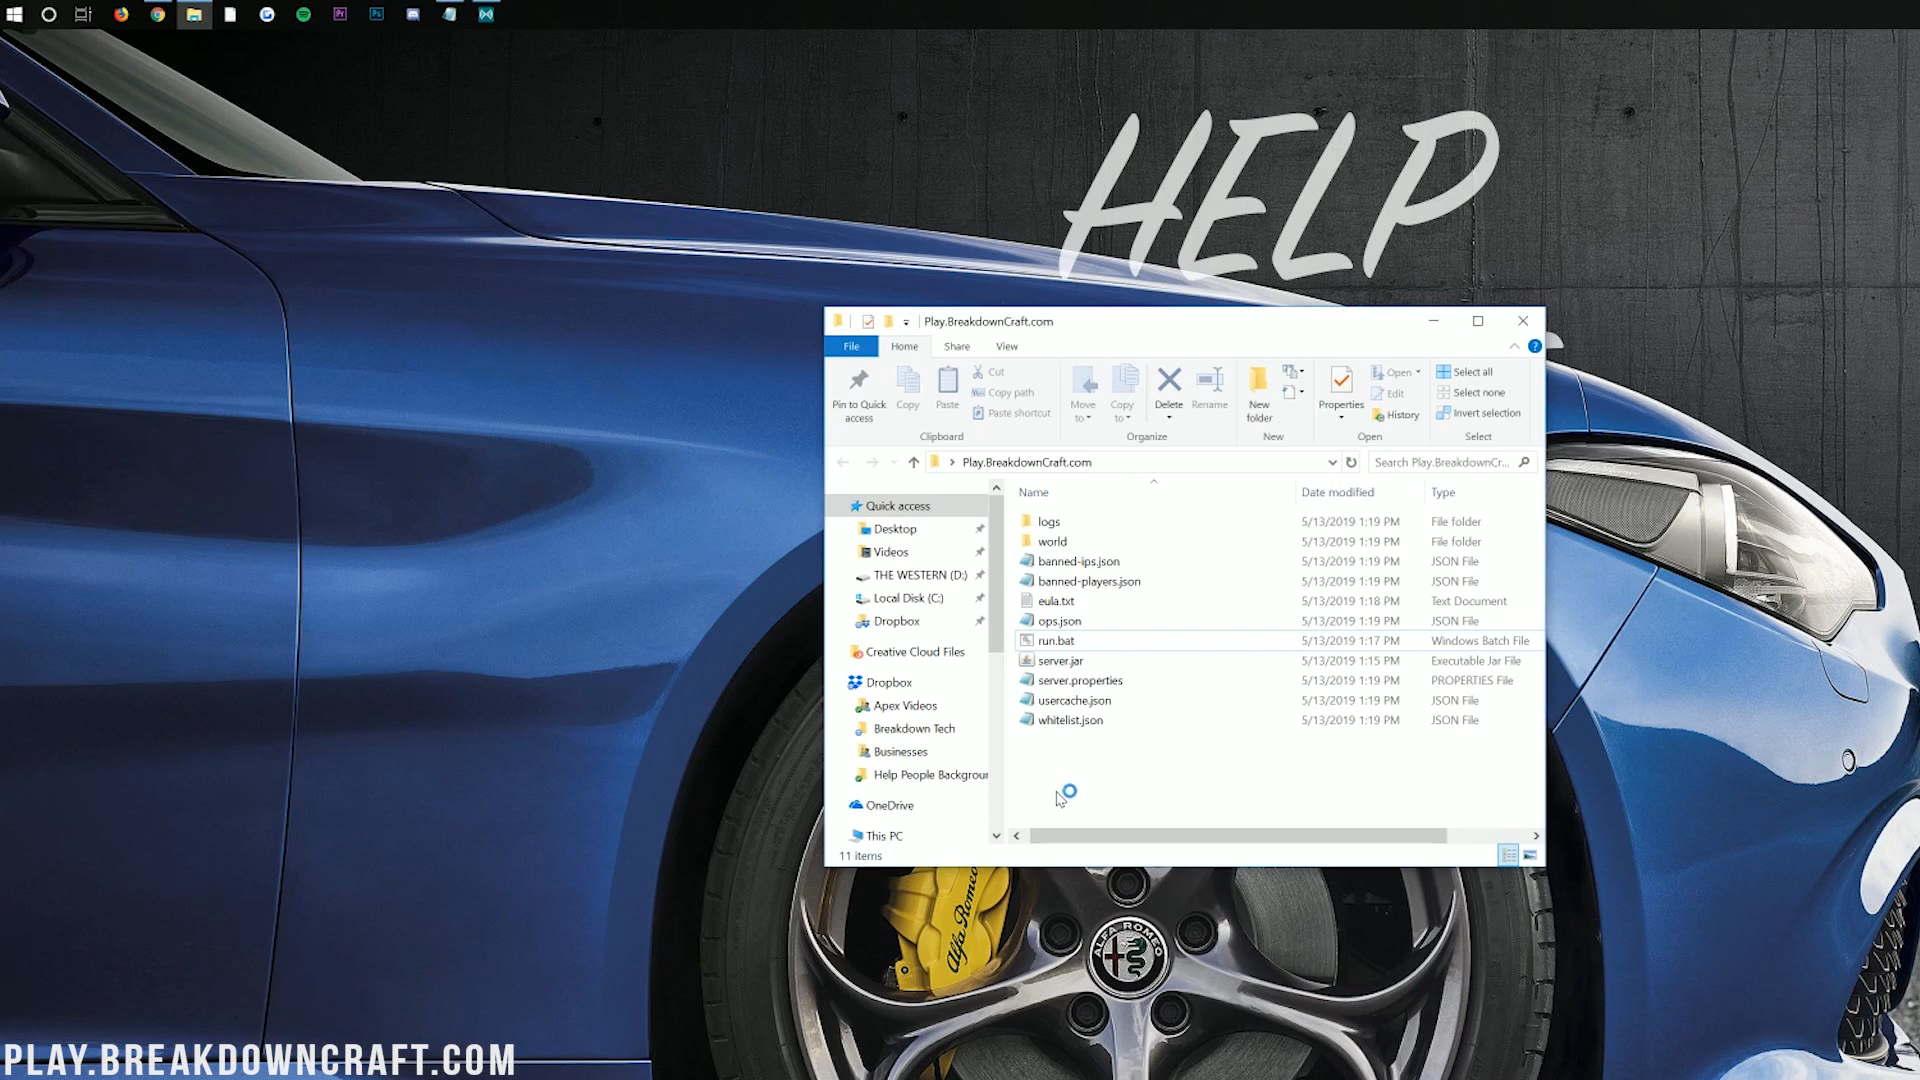 Pr
Ps
HELP
Play.BreakdownCraft.com
File
Home
Share
View
Pin to Quick
access
Copy
Paste
Cut
Copy path
Paste shortcut
Clipboard
Move
to
Copy
to
Delete
Rename
Organize
New
folder
New
Properties
Open
Edit
History
Open
Select all
Select none
Invert selection
Select
Play.BreakdownCraft.com
Search Play.BreakdownCr...
Quick access
Desktop
Videos
THE WESTERN (D:)
Local Disk (C:)
Dropbox
Creative Cloud Files
Dropbox
Apex Videos
Breakdown Tech
Businesses
Help People Backgrour
OneDrive
This PC
Name Date modified Type
logs 5/13/2019 1:19 PM File folder
world 5/13/2019 1:19 PM File folder
banned-ips.json 5/13/2019 1:19 PM JSON File
banned-players.json 5/13/2019 1:19 PM JSON File
eula.txt 5/13/2019 1:18 PM Text Document
ops.json 5/13/2019 1:19 PM JSON File
run.bat 5/13/2019 1:17 PM Windows Batch File
server.jar 5/13/2019 1:15 PM Executable Jar File
server.properties 5/13/2019 1:19 PM PROPERTIES File
usercache.json 5/13/2019 1:19 PM JSON File
whitelist.json 5/13/2019 1:19 PM JSON File
11 items
Alfa Romeo
ALFA ROMEO
PLAY.BREAKDOWNCRAFT.COM